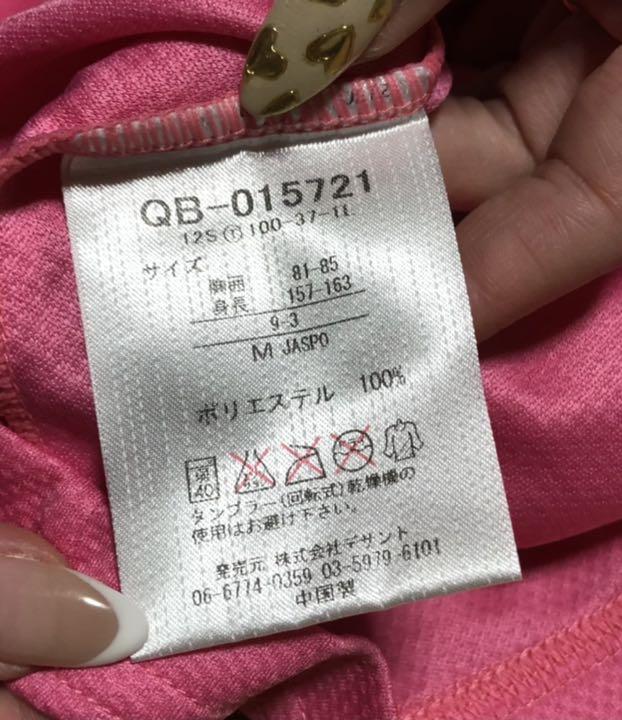 QB-015721
12S① 100-37-1L
サイズ
胸囲 81-85
身長 157-163
9-3
M JASPO
ポリエステル 100%
40
タンブラー(回転式)乾燥機の
使用はお避け下さい。
発売元 株式会社デサント
06-6774-0359 03-5979-6101
中国製